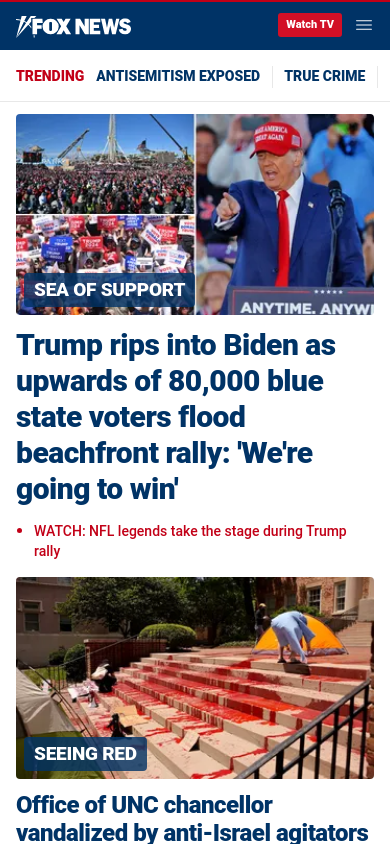 FOX NEWS
Watch TV
TRENDING ANTISEMITISM EXPOSED TRUE CRIME
MAKE AMERICA
GREAT AGAIN
ANYTIME. ANYW
SEA OF SUPPORT
Trump rips into Biden as
upwards of 80,000 blue
state voters flood
beachfront rally: 'We're
going to win'
WATCH: NFL legends take the stage during Trump
rally
SEEING RED
Office of UNC chancellor
vandalized by anti-Israel agitators